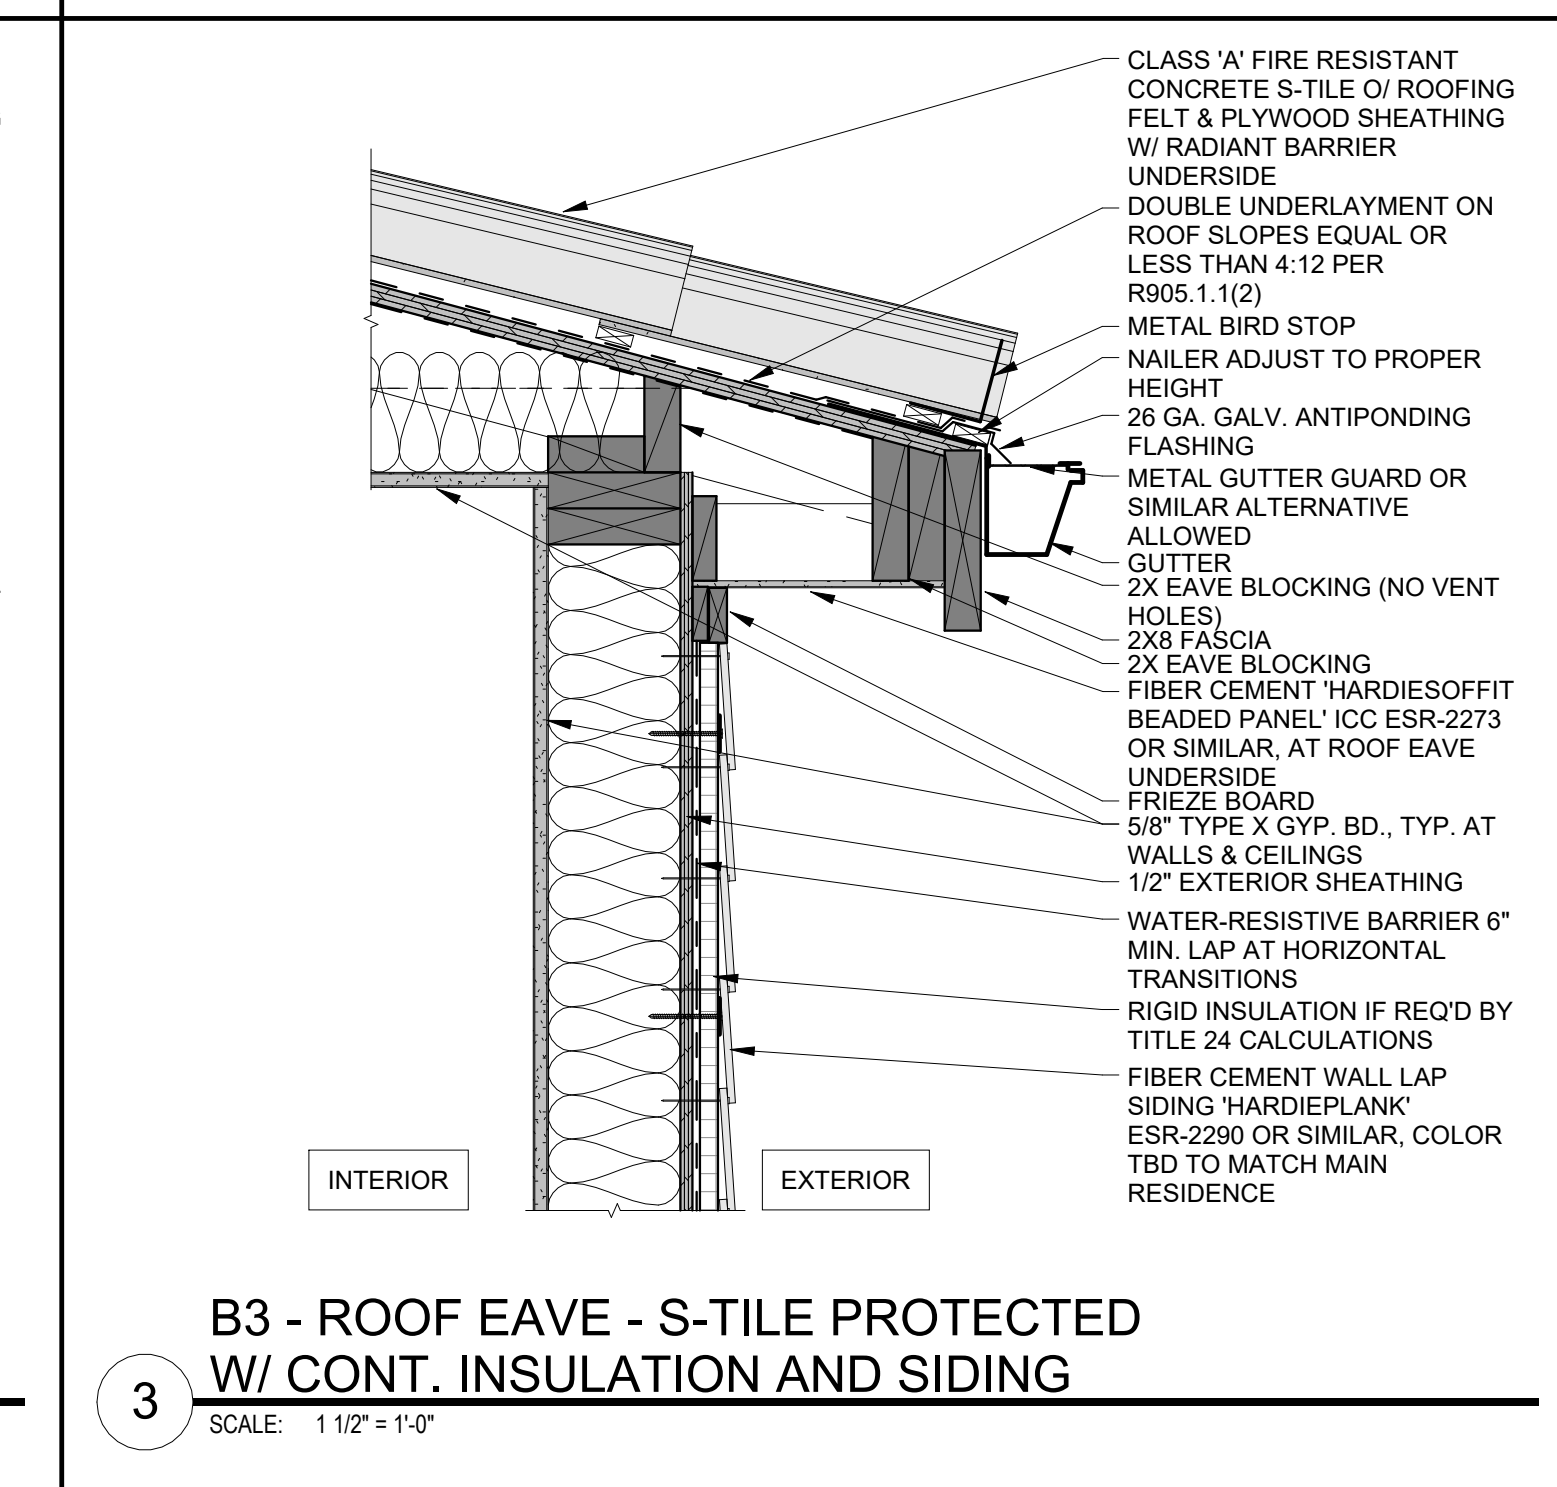 CLASS 'A' FIRE RESISTANT
CONCRETE S-TILE O/ ROOFING
FELT & PLYWOOD SHEATHING
W/ RADIANT BARRIER
UNDERSIDE
DOUBLE UNDERLAYMENT ON
ROOF SLOPES EQUAL OR
LESS THAN 4:12 PER
R905.1.1(2)
METAL BIRD STOP
NAILER ADJUST TO PROPER
HEIGHT
26 GA. GALV. ANTIPONDING
FLASHING
METAL GUTTER GUARD OR
SIMILAR ALTERNATIVE
ALLOWED
GUTTER
2X EAVE BLOCKING (NO VENT
HOLES)
2X8 FASCIA
2X EAVE BLOCKING
FIBER CEMENT 'HARDIESOFFIT
BEADED PANEL' ICC ESR-2273
OR SIMILAR, AT ROOF EAVE
UNDERSIDE
FRIEZE BOARD
5/8" TYPE X GYP. BD., TYP. AT
WALLS & CEILINGS
1/2" EXTERIOR SHEATHING
WATER-RESISTIVE BARRIER 6"
MIN. LAP AT HORIZONTAL
TRANSITIONS
RIGID INSULATION IF REQ'D BY
TITLE 24 CALCULATIONS
FIBER CEMENT WALL LAP
SIDING 'HARDIEPLANK'
ESR-2290 OR SIMILAR, COLOR
TBD TO MATCH MAIN
RESIDENCE
INTERIOR
EXTERIOR
B3 - ROOF EAVE - S-TILE PROTECTED
W/ CONT. INSULATION AND SIDING
3
SCALE: 1 1/2" = 1'-0"